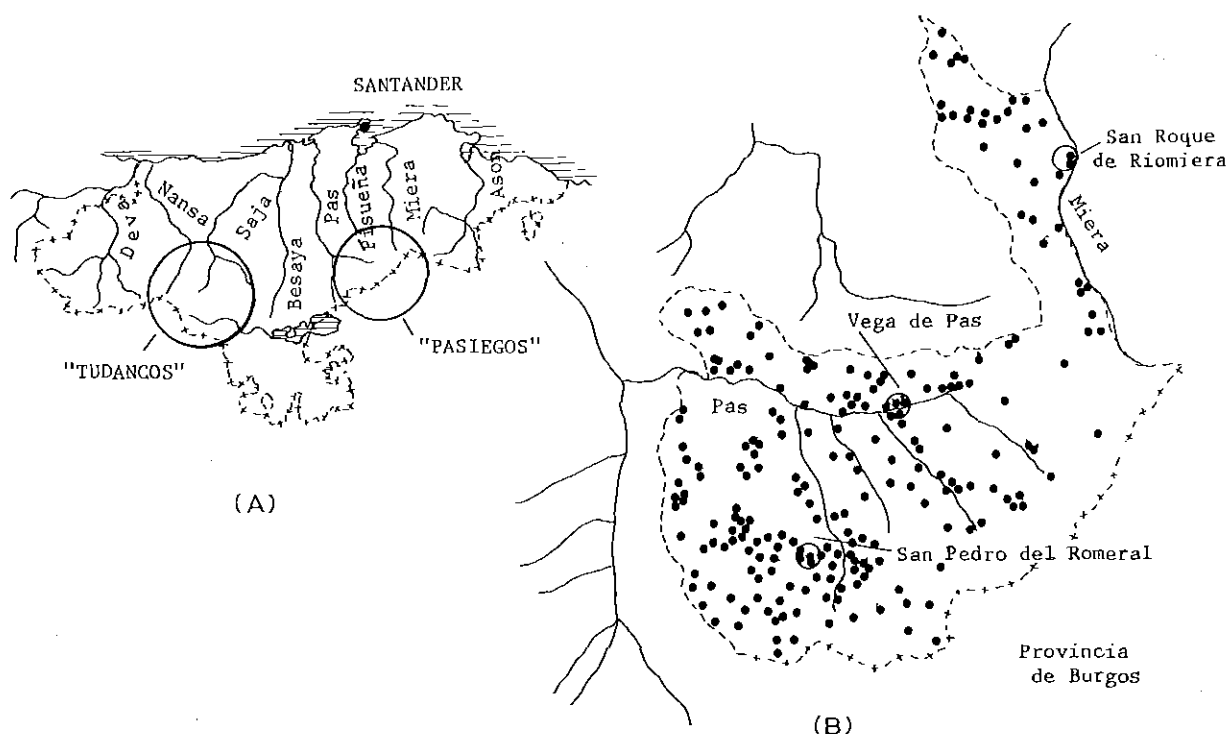 SANTANDER
Deva
Nansa
Saja
Besaya
Pas
Pisueña
Miera
Ason
"TUDANCOS"
"PASIEGOS"
(A)
San Roque
de Riomiera
Miera
Vega de Pas
Pas
San Pedro del Romeral
Provincia
de Burgos
(B)